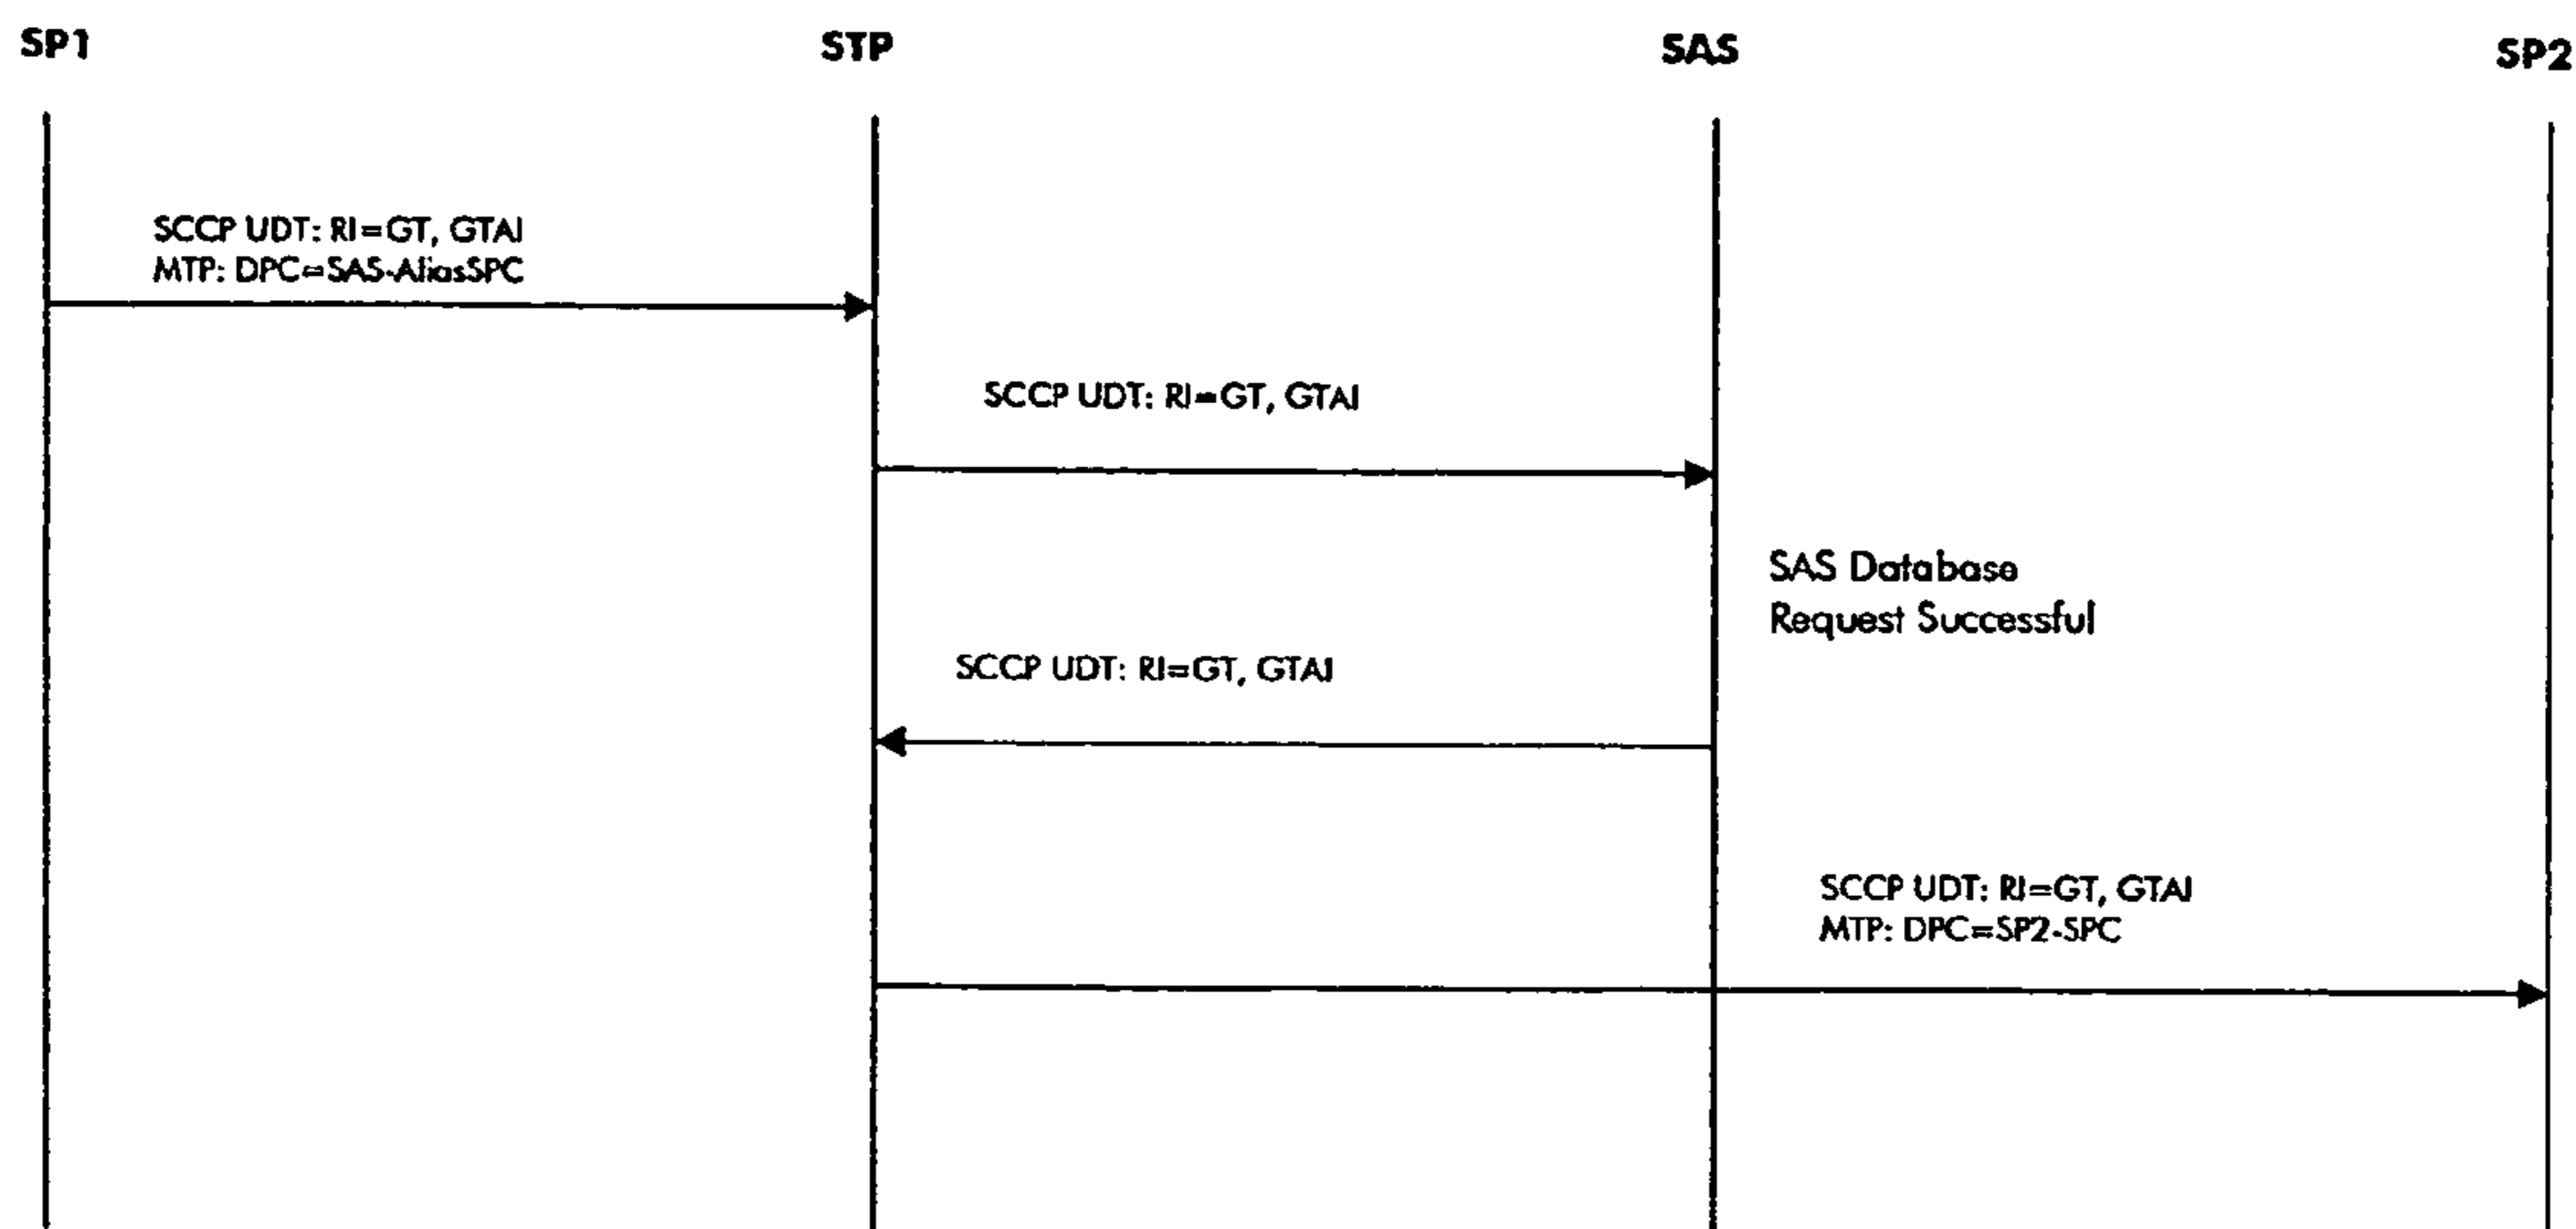 SP1 STP SAS SP2
SCCP UDT: RI=GT, GTAI
MTP: DPC=SAS-AliasSPC
SCCP UDT: RI=GT, GTAI
SAS Database
Request Successful
SCCP UDT: RI=GT, GTAI
SCCP UDT: RI=GT, GTAI
MTP: DPC=SP2-SPC